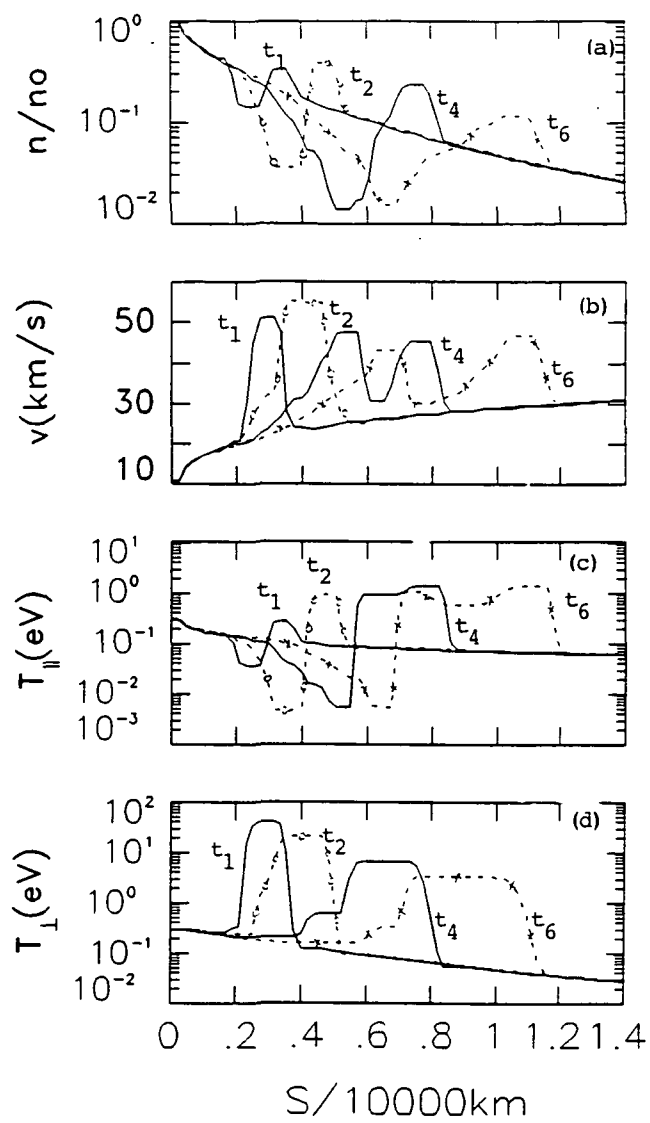 10⁰
10⁻¹
10⁻²
n/no
t₁
t₂
t₄
t₆
(a)
50
30
10
v(km/s)
t₁
t₂
t₄
t₆
(b)
10¹
10⁰
10⁻¹
10⁻²
10⁻³
T∥(eV)
t₁
t₂
t₄
t₆
(c)
10²
10¹
10⁰
10⁻¹
10⁻²
T⊥(eV)
t₁
t₂
t₄
t₆
(d)
0 .2 .4 .6 .8 1 1.2 1.4
S/10000km